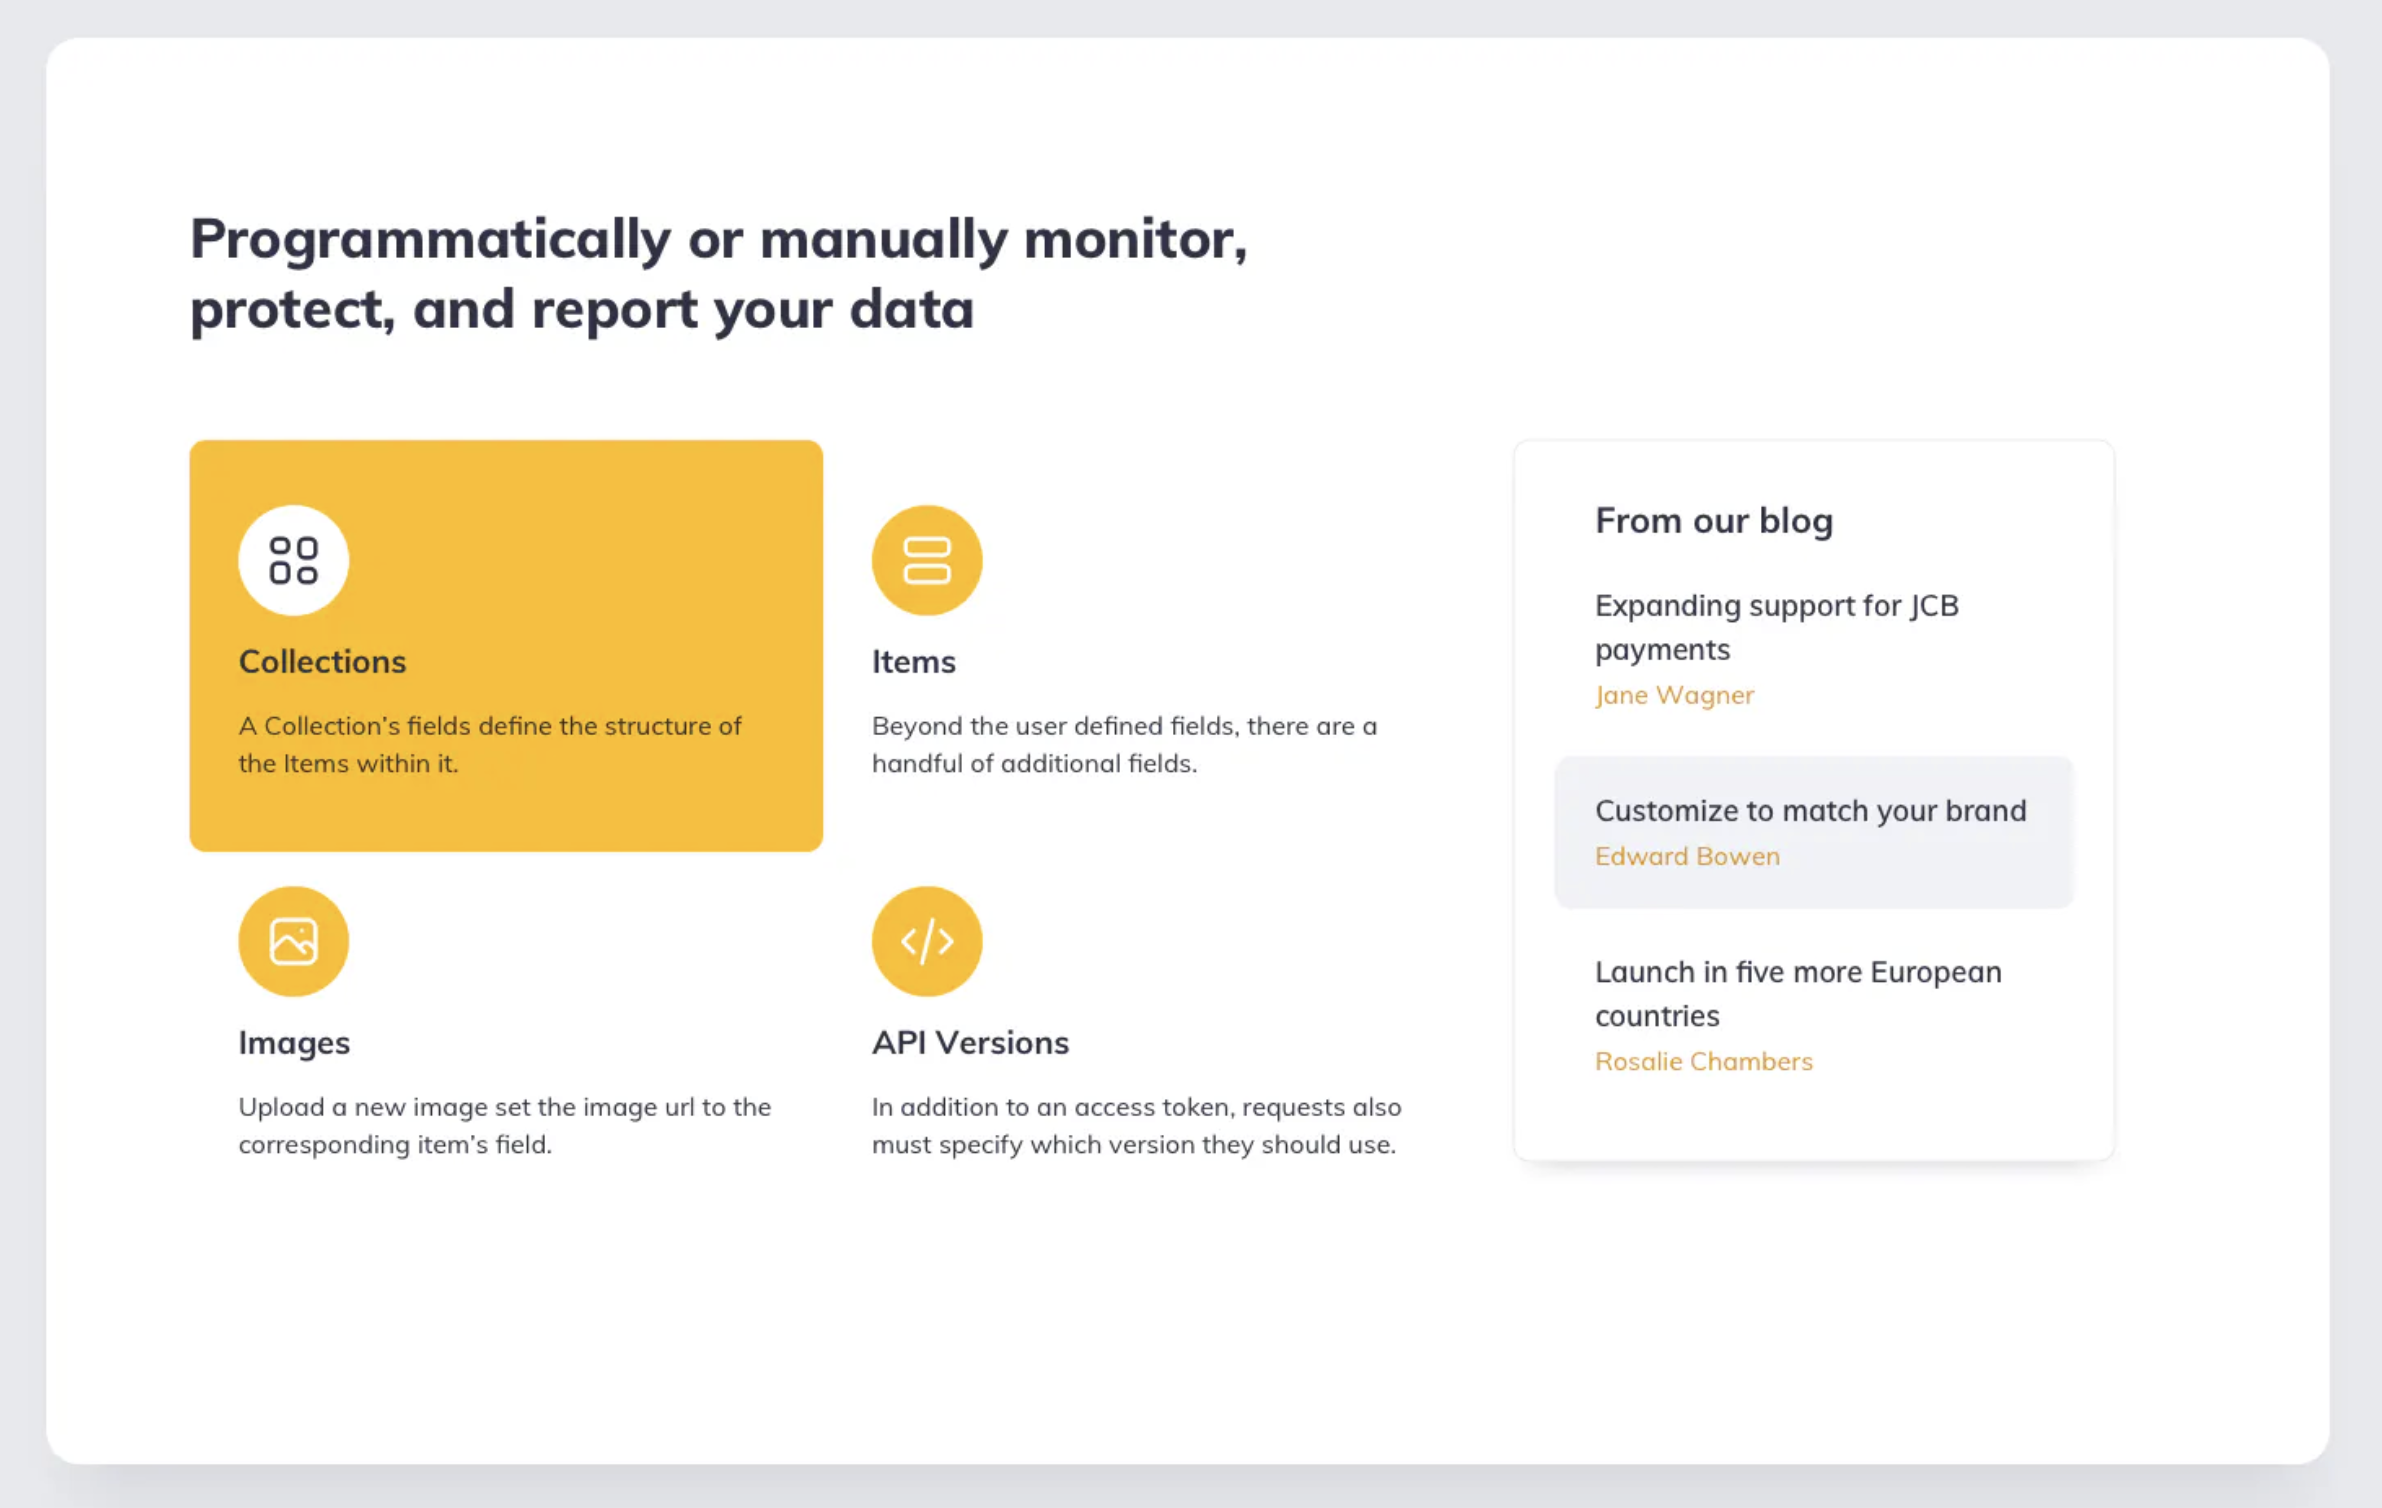 Programmatically or manually monitor,
protect, and report your data
Collections
A Collection’s fields define the structure of
the Items within it.
Items
Beyond the user defined fields, there are a
handful of additional fields.
Images
Upload a new image set the image url to the
corresponding item’s field.
API Versions
In addition to an access token, requests also
must specify which version they should use.
From our blog
Expanding support for JCB
payments
Jane Wagner
Customize to match your brand
Edward Bowen
Launch in five more European
countries
Rosalie Chambers